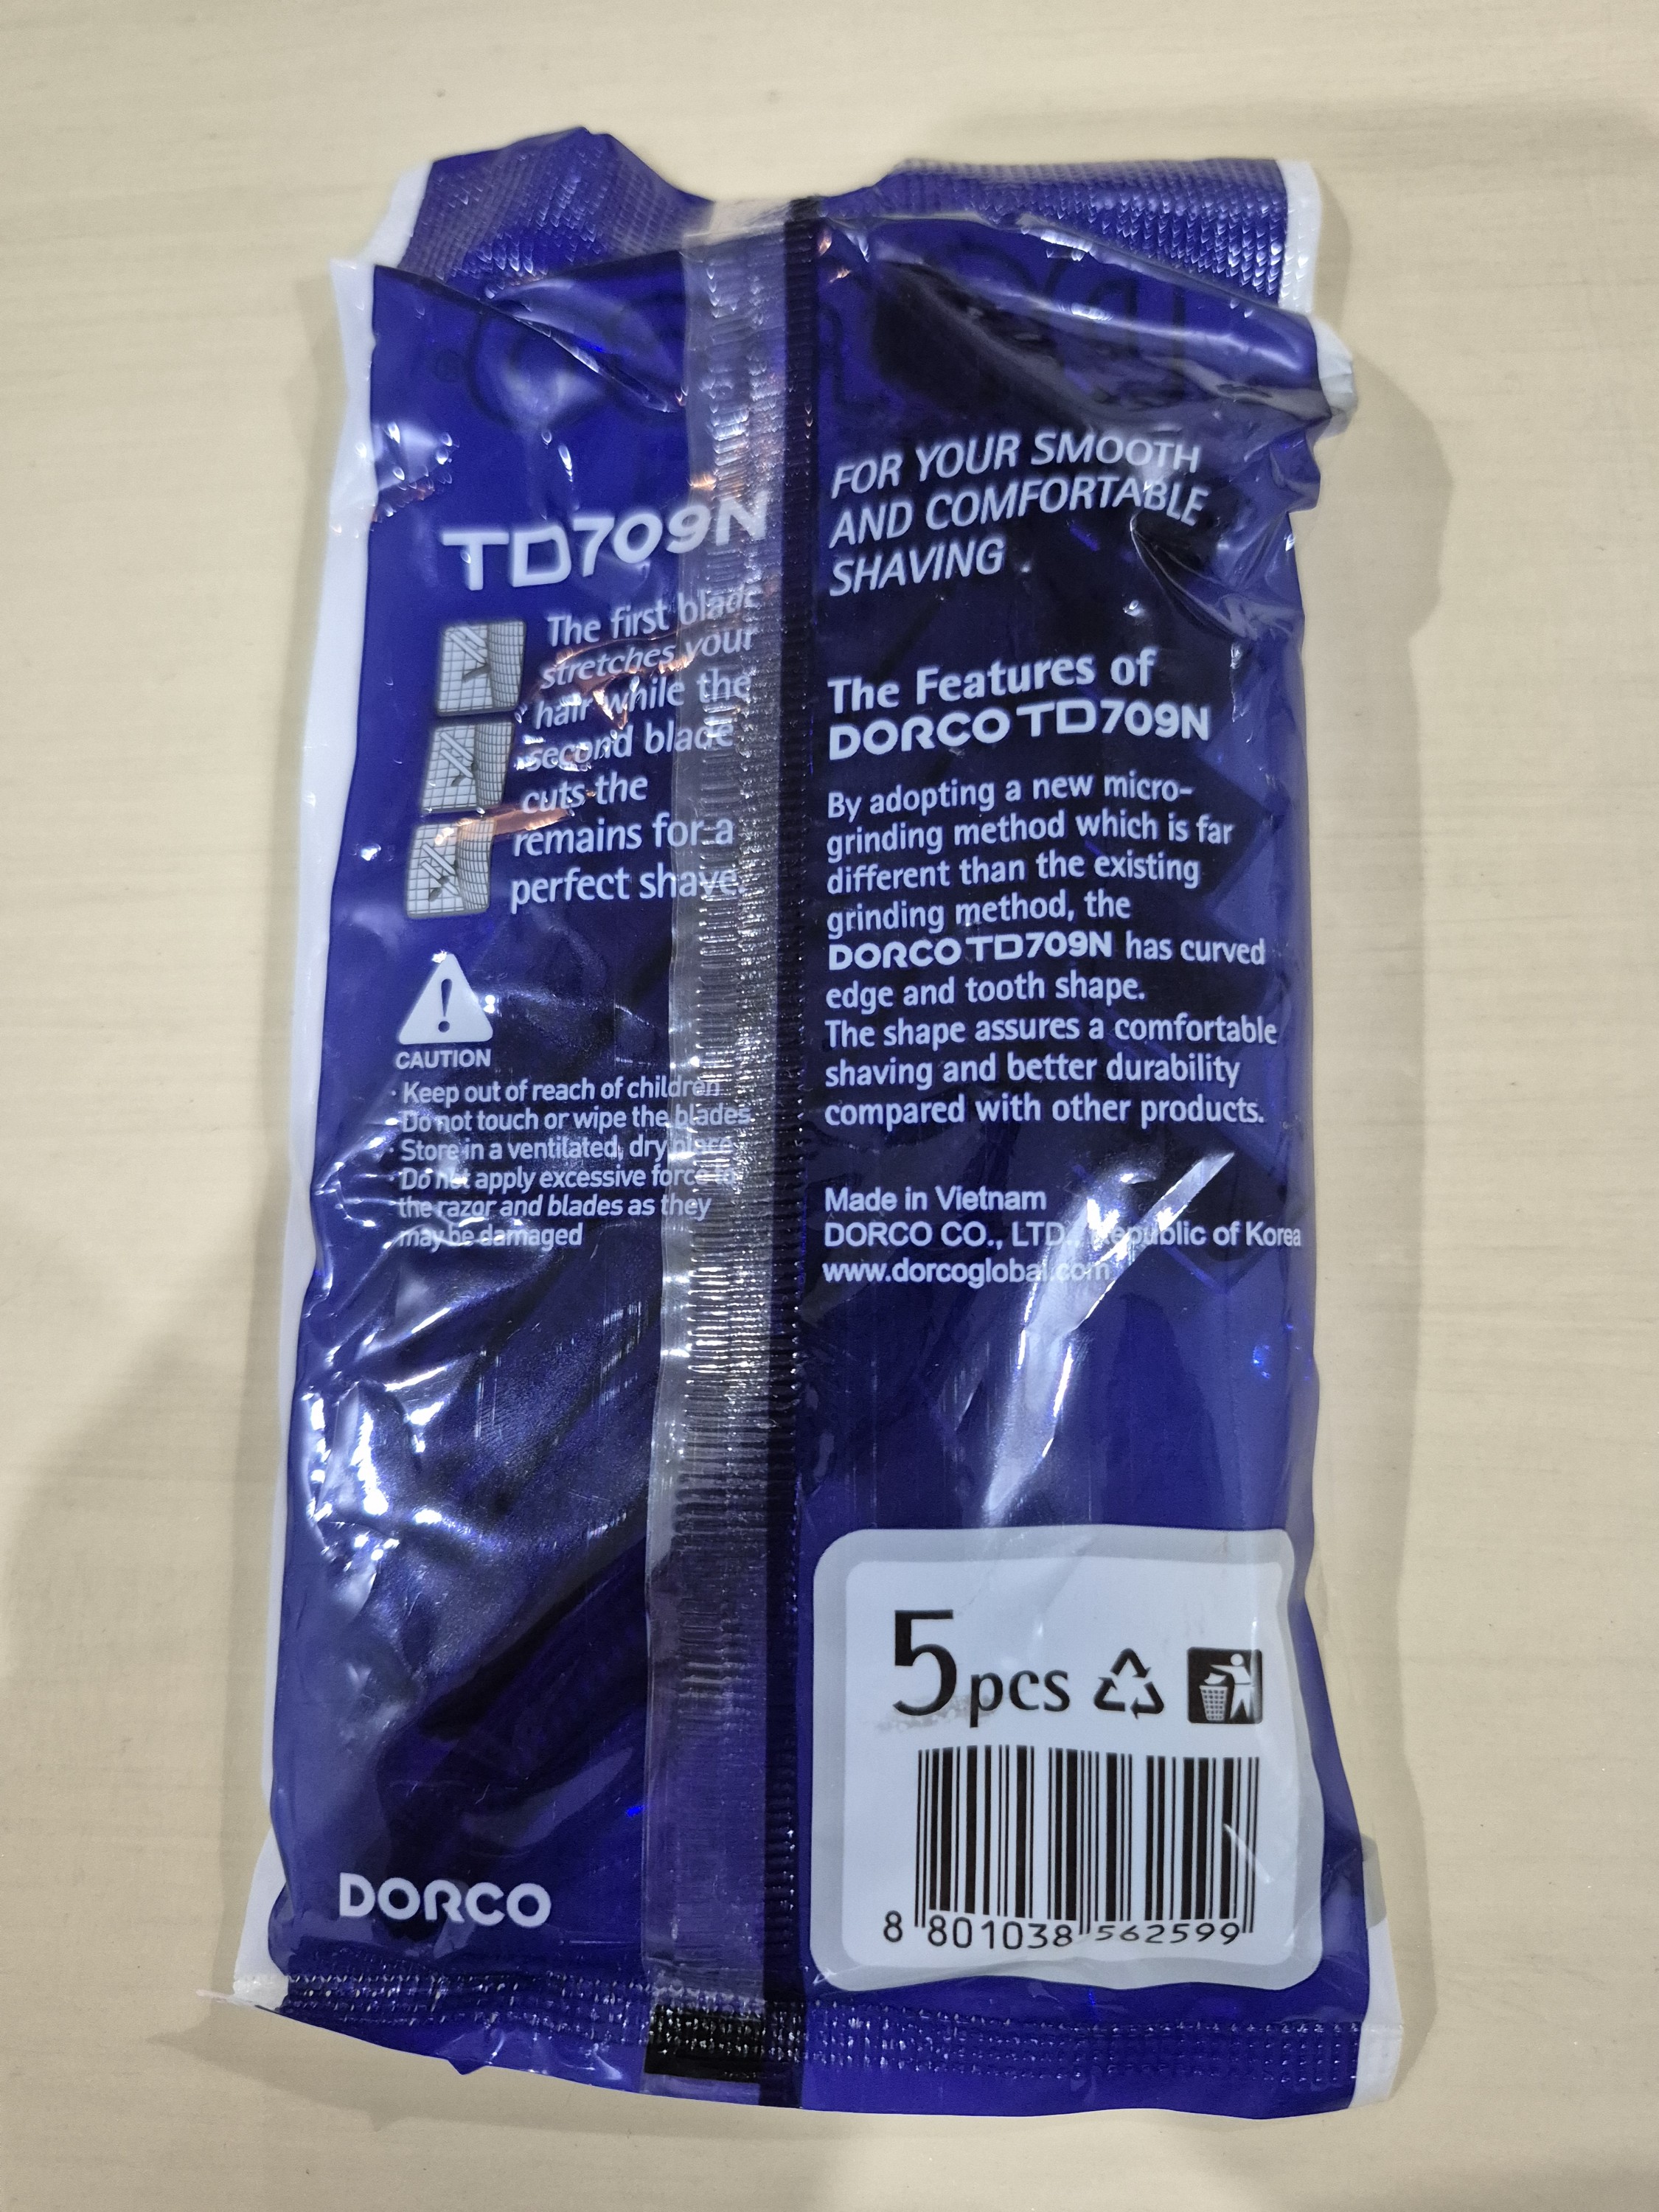 TD709N
The first blade
stretches your
hair while the
second blade
cuts the
remains for a
perfect shave.
CAUTION
· Keep out of reach of children
· Do not touch or wipe the blades
· Store in a ventilated, dry place
· Do not apply excessive force to
the razor and blades as they
may be damaged
DORCO
FOR YOUR SMOOTH
AND COMFORTABLE
SHAVING
The Features of
DORCO TD709N
By adopting a new micro-
grinding method which is far
different than the existing
grinding method, the
DORCO TD709N has curved
edge and tooth shape.
The shape assures a comfortable
shaving and better durability
compared with other products.
Made in Vietnam
DORCO CO., LTD., Republic of Korea
www.dorcoglobal.com
5pcs
8 801038 562599